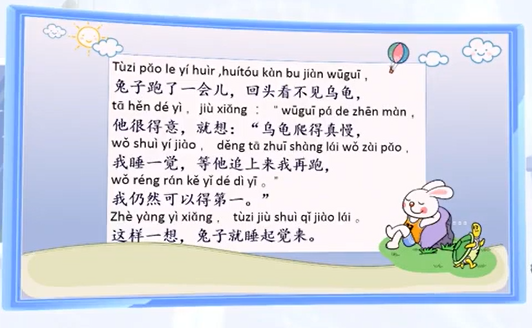 Tùzi pǎo le yí huìr ,huítóu kàn bu jiàn wūguī ,
兔子跑了一会儿，回头看不见乌龟，
tā hěn dé yì , jiù xiǎng ：“ wūguī pá de zhēn màn ,
他很得意，就想：“乌龟爬得真慢，
wǒ shuì yí jiào , děng tā zhuī shàng lái wǒ zài pǎo ,
我睡一觉，等他追上来我再跑，
wǒ réng rán kě yǐ dé dì yī 。”
我仍然可以得第一。”
Zhè yàng yì xiǎng , tùzi jiù shuì qǐ jiào lái 。
这样一想，兔子就睡起觉来。